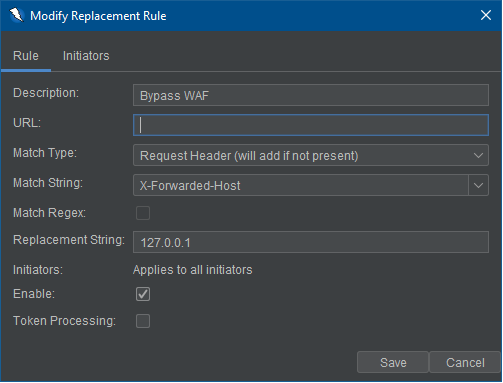 Modify Replacement Rule
Rule Initiators
Description: Bypass WAF
URL:
Match Type: Request Header (will add if not present)
Match String: X-Forwarded-Host
Match Regex:
Replacement String: 127.0.0.1
Initiators: Applies to all initiators
Enable:
Token Processing:
Save Cancel